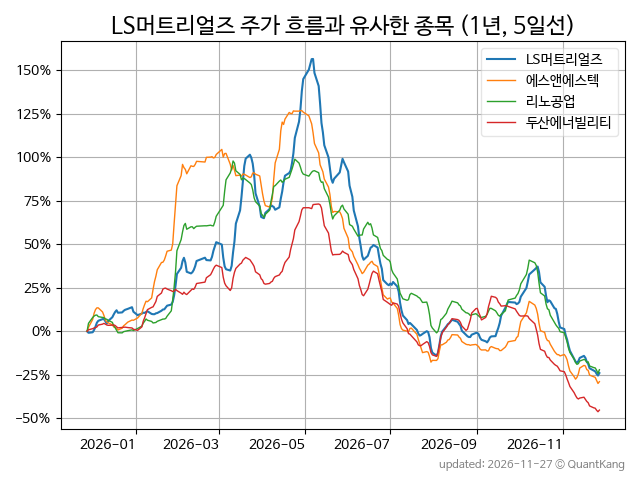 LS머트리얼즈 주가 흐름과 유사한 종목 (1년, 5일선)
LS머트리얼즈
에스앤에스텍
리노공업
두산에너빌리티
150%
125%
100%
75%
50%
25%
0%
−25%
−50%
2026-01
2026-03
2026-05
2026-07
2026-09
2026-11
updated: 2026-11-27 © QuantKang